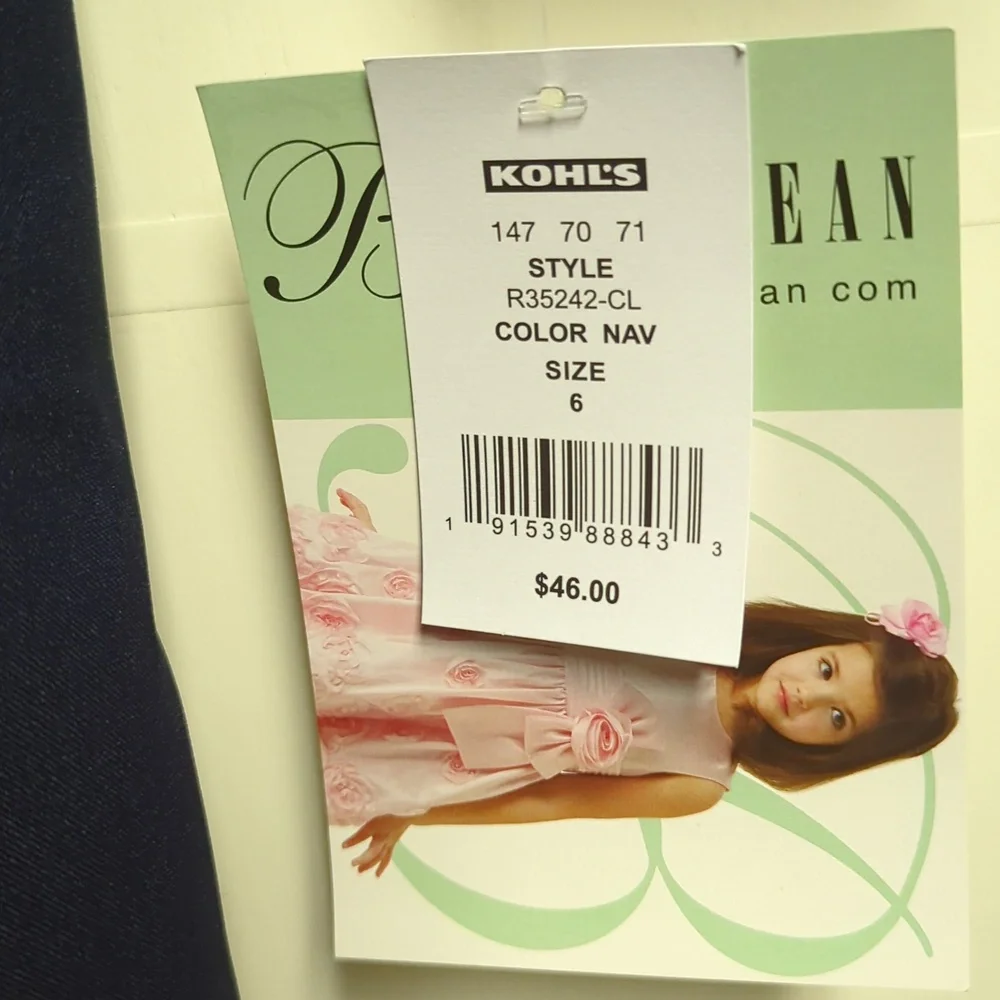 B
EAN
an com
KOHL'S
147 70 71
STYLE
R35242-CL
COLOR NAV
SIZE
6
1 91539 88843 3
$46.00